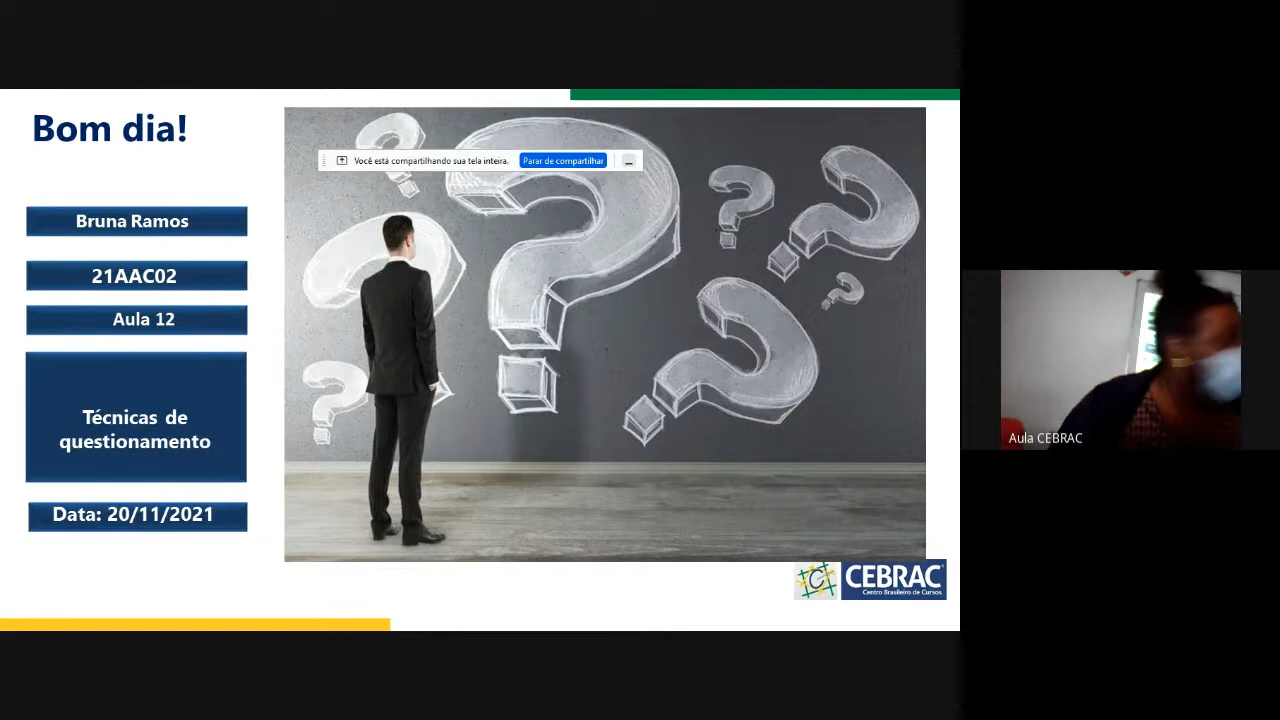 Bom dia!
Você está compartilhando sua tela inteira.
Parar de compartilhar
Bruna Ramos
21AAC02
Aula 12
Técnicas de
questionamento
Data: 20/11/2021
CEBRAC
Centro Brasileiro de Cursos
Aula CEBRAC